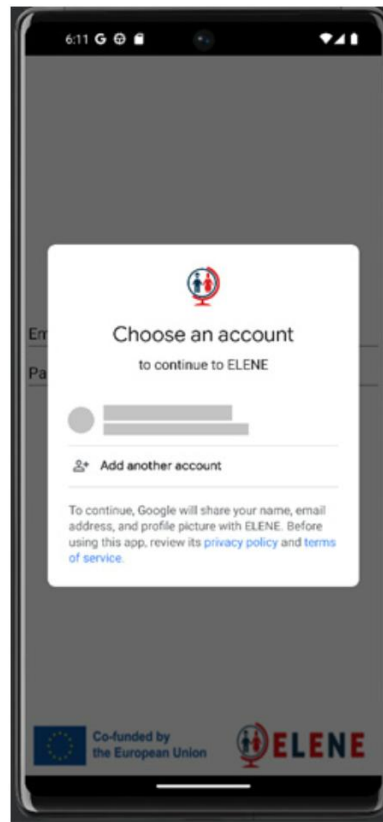 6:11 G
Choose an account
to continue to ELENE
Em
Pa
Add another account
To continue, Google will share your name, email
address, and profile picture with ELENE. Before
using this app, review its privacy policy and terms
of service.
Co-funded by
the European Union
ELENE